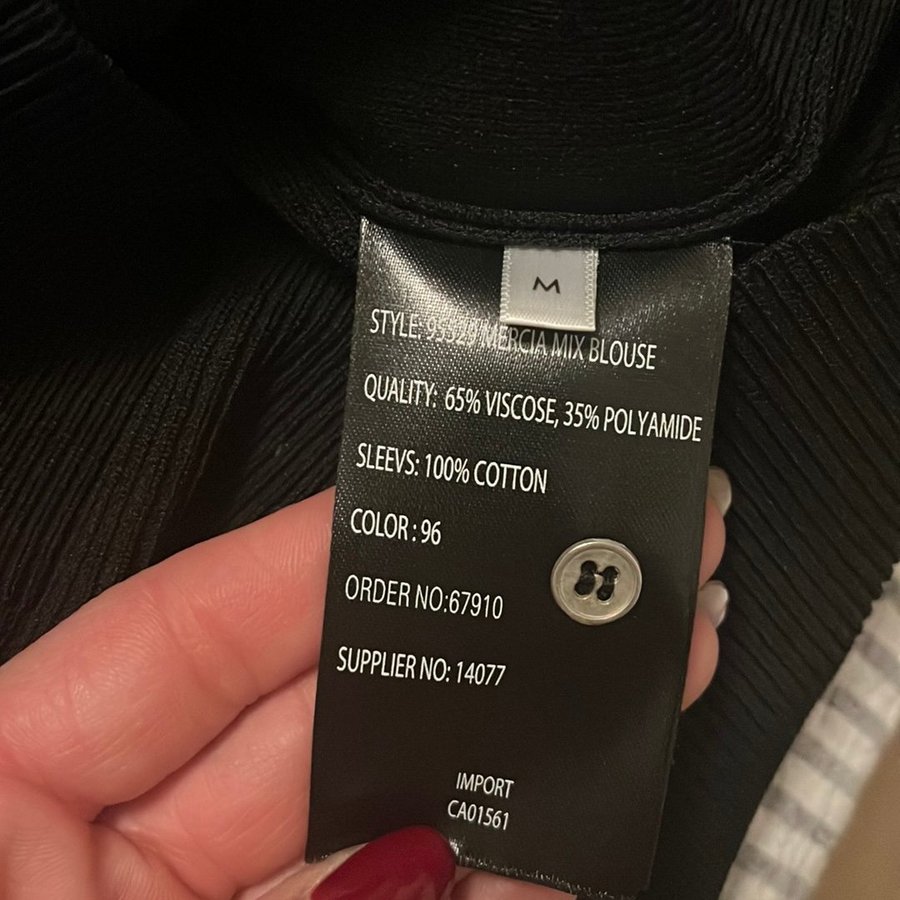 M
STYLE: 95529 MERCIA MIX BLOUSE
QUALITY: 65% VISCOSE, 35% POLYAMIDE
SLEEVS: 100% COTTON
COLOR : 96
ORDER NO:67910
SUPPLIER NO: 14077
IMPORT
CA01561